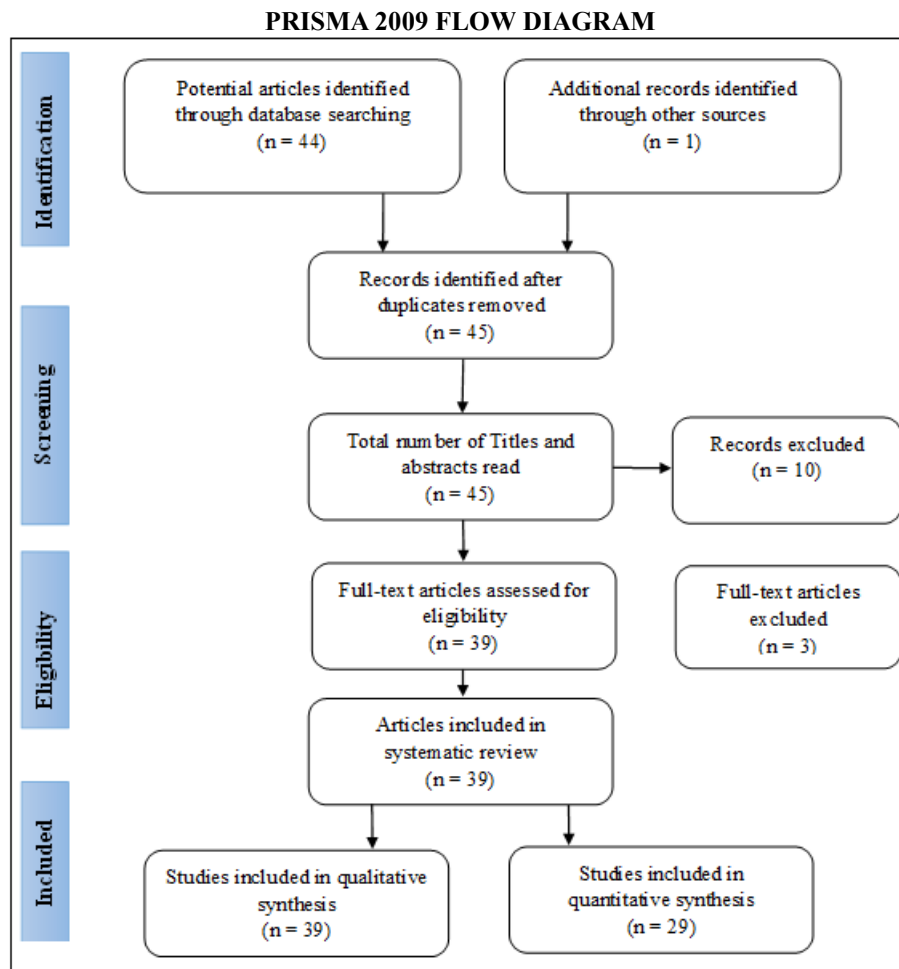 PRISMA 2009 FLOW DIAGRAM
Identification
Potential articles identified
through database searching
(n = 44)
Additional records identified
through other sources
(n = 1)
Records identified after
duplicates removed
(n = 45)
Screening
Total number of Titles and
abstracts read
(n = 45)
Records excluded
(n = 10)
Eligibility
Full-text articles assessed for
eligibility
(n = 39)
Full-text articles
excluded
(n = 3)
Articles included in
systematic review
(n = 39)
Included
Studies included in qualitative
synthesis
(n = 39)
Studies included in
quantitative synthesis
(n = 29)